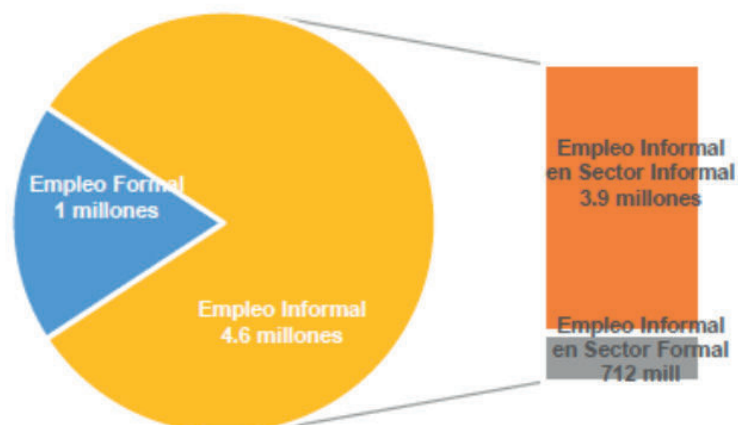 Empleo Formal
1 millones
Empleo Informal
4.6 millones
Empleo Informal
en Sector Informal
3.9 millones
Empleo Informal
en Sector Formal
712 mill